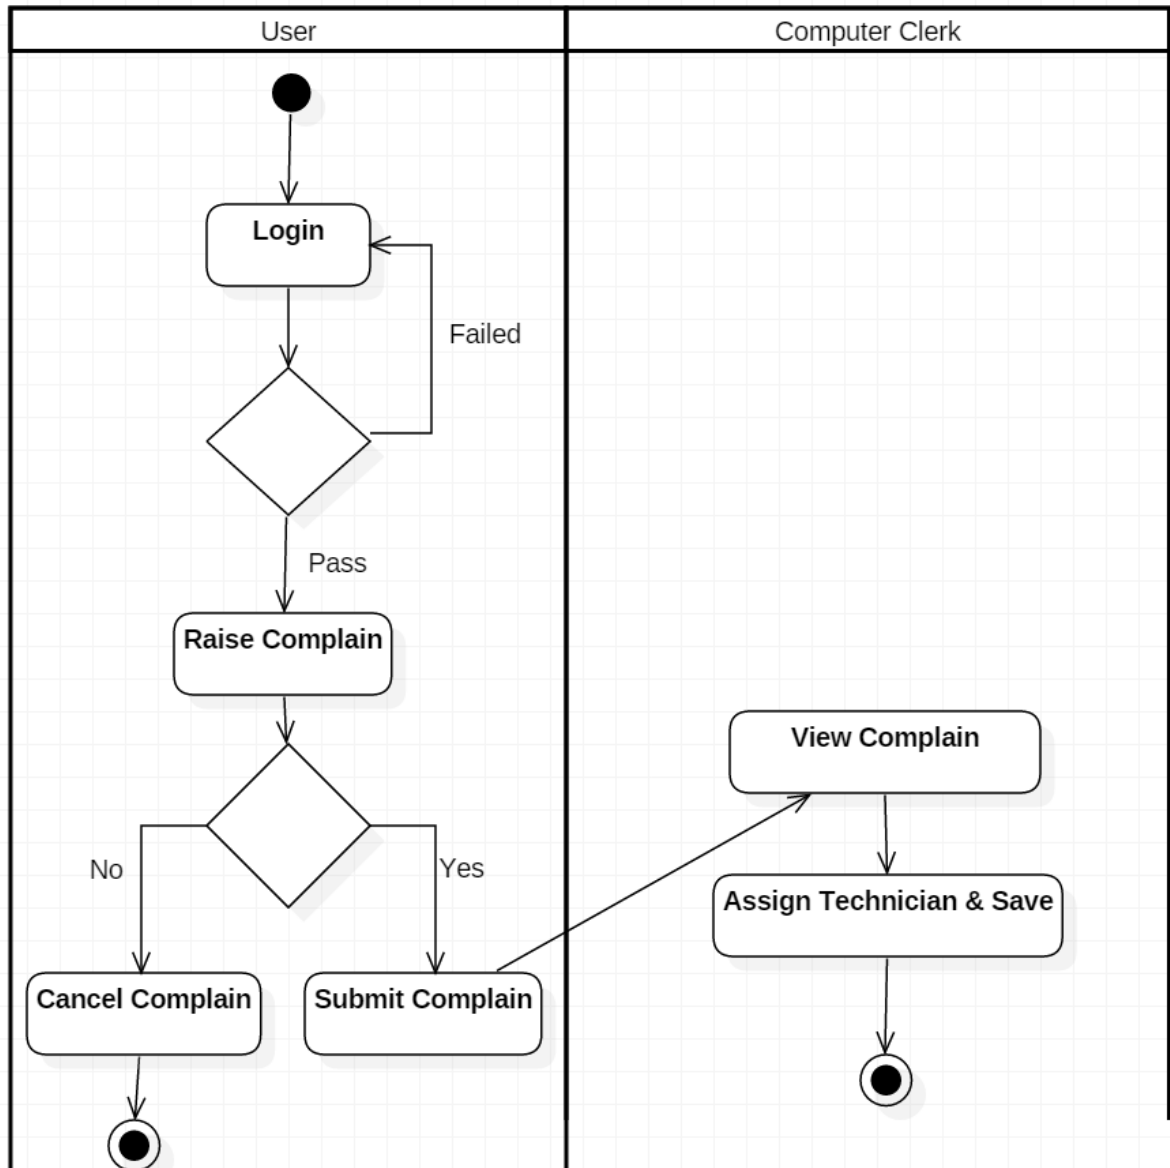 User
Computer Clerk
Login
Failed
Pass
Raise Complain
View Complain
No
Yes
Assign Technician & Save
Cancel Complain
Submit Complain